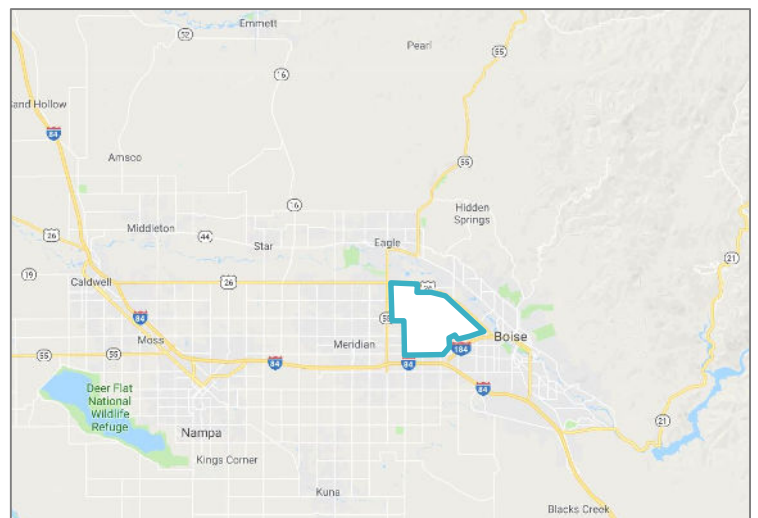 Emmett
52
Pearl
55
16
and Hollow
84
Amsco
55
16
Hidden
Springs
Middleton
26
44
Star
Eagle
21
19
Caldwell
26
26
84
55
Moss
Meridian
Boise
55
55
184
84
84
84
Deer Flat
National
Wildlife
Refuge
21
Nampa
Kings Corner
Kuna
Blacks Creek